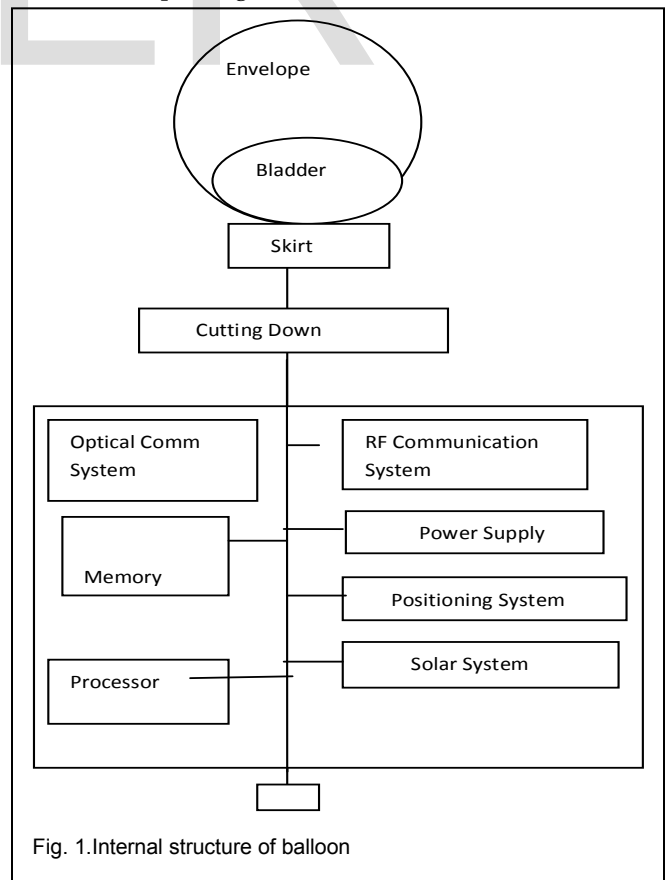 Envelope
Bladder
Skirt
Cutting Down
Optical Comm
System
RF Communication
System
Memory
Power Supply
Positioning System
Processor
Solar System
Fig. 1.Internal structure of balloon